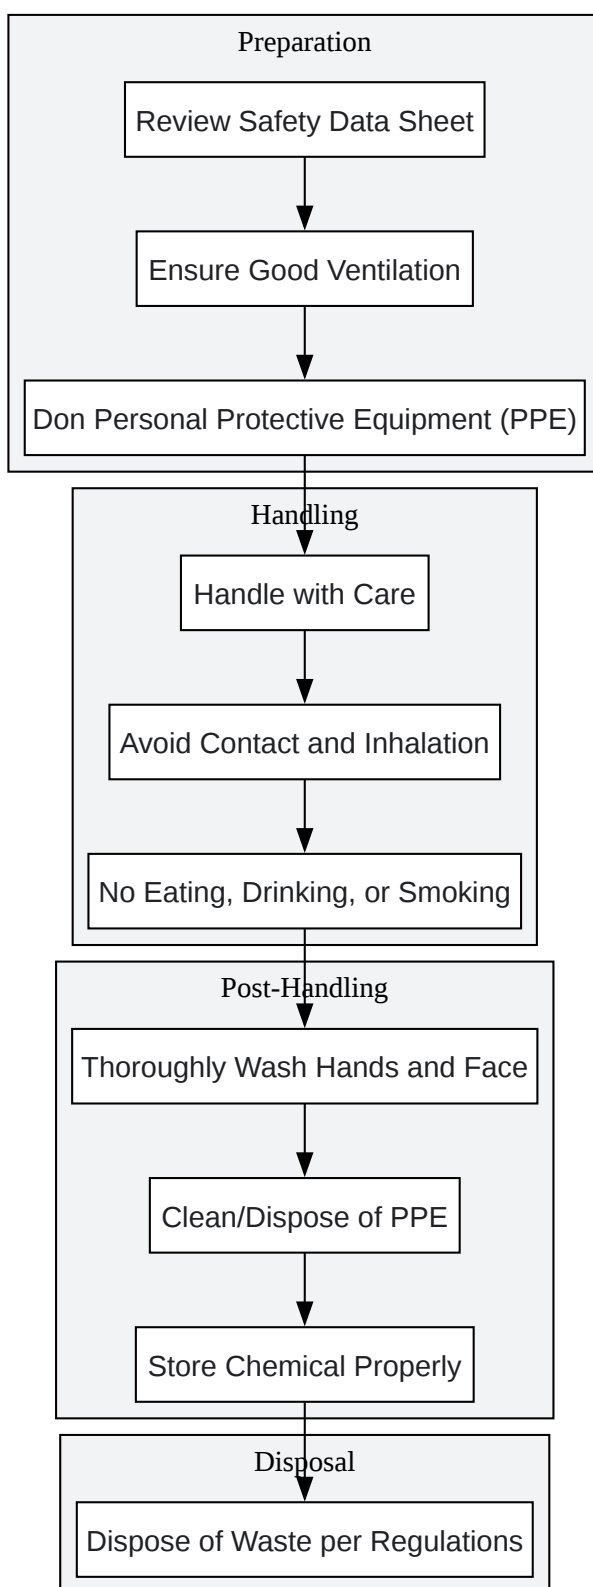 Preparation
Review Safety Data Sheet
Ensure Good Ventilation
Don Personal Protective Equipment (PPE)
Handling
Handle with Care
Avoid Contact and Inhalation
No Eating, Drinking, or Smoking
Post-Handling
Thoroughly Wash Hands and Face
Clean/Dispose of PPE
Store Chemical Properly
Disposal
Dispose of Waste per Regulations